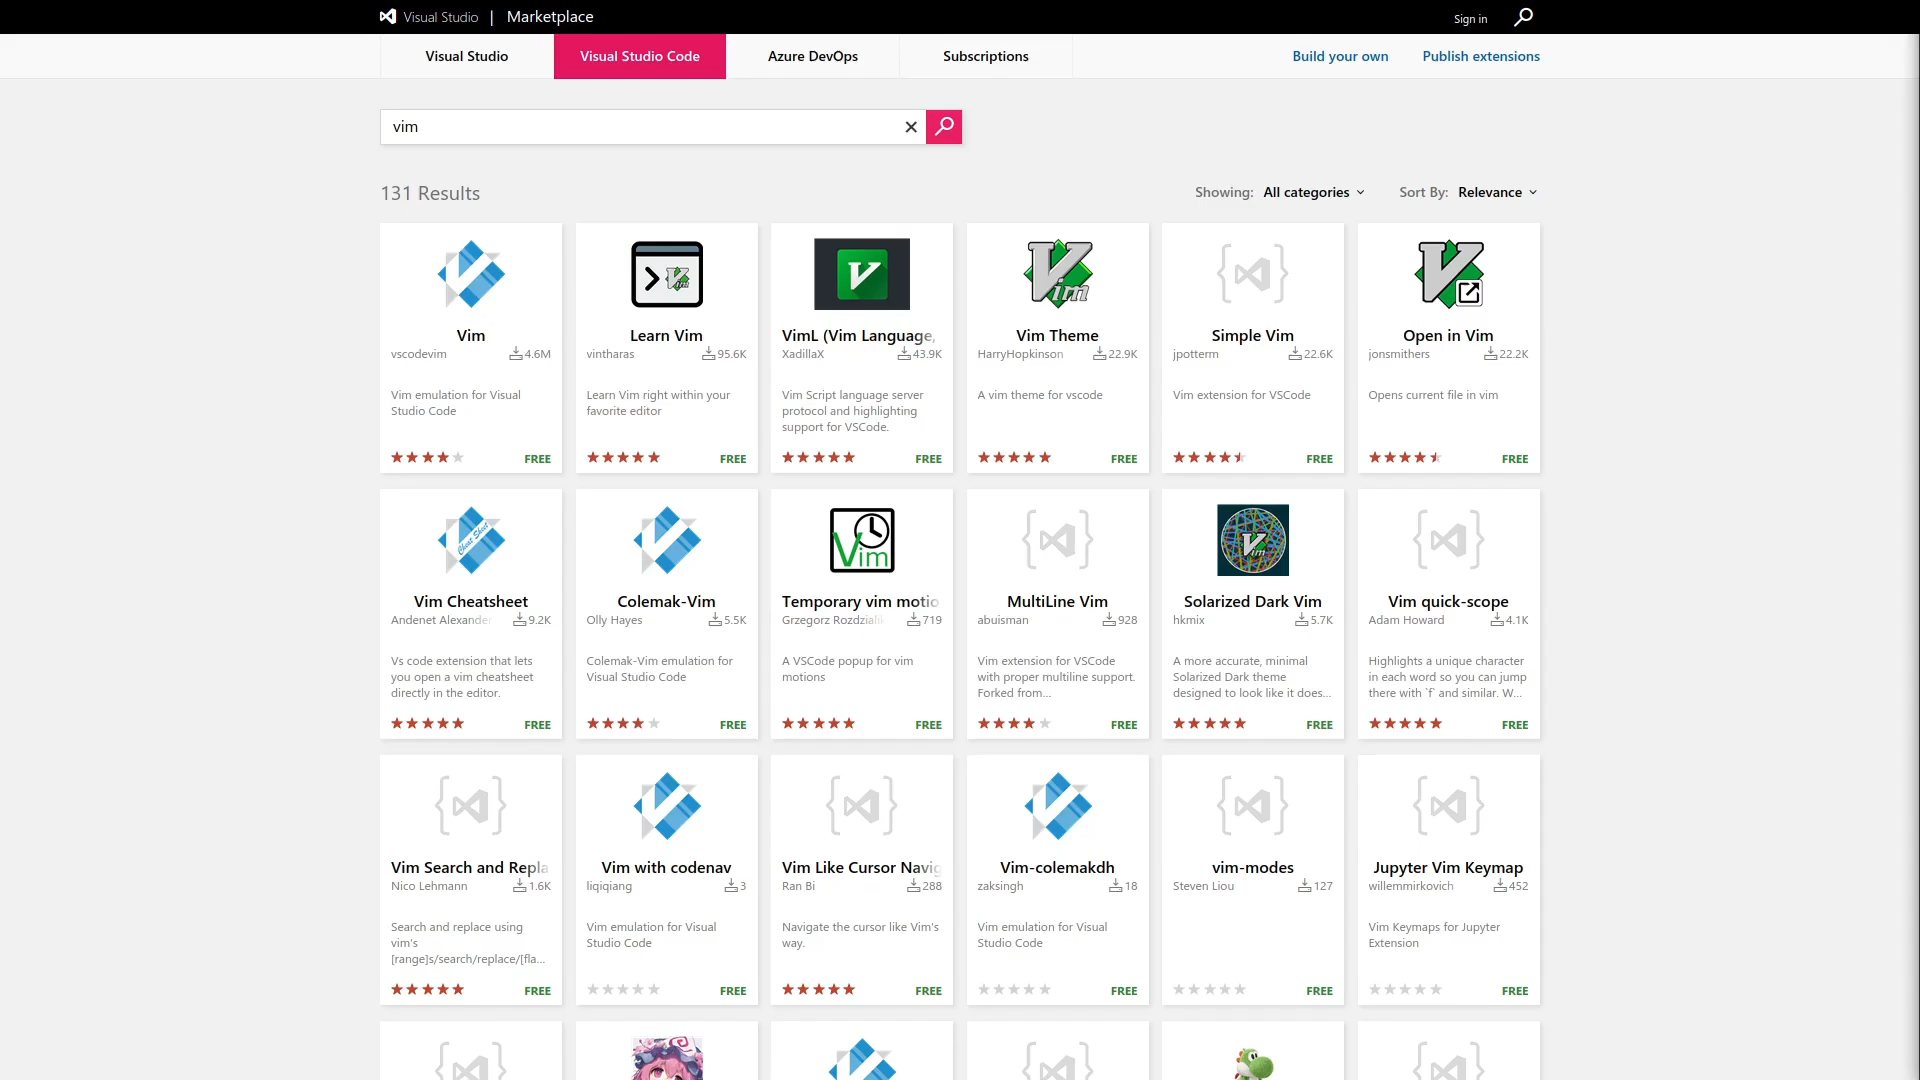 Visual Studio | Marketplace
Sign in
Visual Studio
Visual Studio Code
Azure DevOps
Subscriptions
Build your own
Publish extensions
vim
131 Results
Showing: All categories
Sort By: Relevance
Vim
vscodevim 4.6M
Vim emulation for Visual
Studio Code
FREE
Learn Vim
vintharas 95.6K
Learn Vim right within your
favorite editor
FREE
VimL (Vim Language,
XadillaX 43.9K
Vim Script language server
protocol and highlighting
support for VSCode.
FREE
Vim Theme
HarryHopkinson 22.9K
A vim theme for vscode
FREE
Simple Vim
jpotterm 22.6K
Vim extension for VSCode
FREE
Open in Vim
jonsmithers 22.2K
Opens current file in vim
FREE
Cheat Sheet
Vim Cheatsheet
Andenet Alexander 9.2K
Vs code extension that lets
you open a vim cheatsheet
directly in the editor.
FREE
Colemak-Vim
Olly Hayes 5.5K
Colemak-Vim emulation for
Visual Studio Code
FREE
Vim
Temporary vim motio
Grzegorz Rozdzialik 719
A VSCode popup for vim
motions
FREE
MultiLine Vim
abuisman 928
Vim extension for VSCode
with proper multiline support.
Forked from...
FREE
Solarized Dark Vim
hkmix 5.7K
A more accurate, minimal
Solarized Dark theme
designed to look like it does...
FREE
Vim quick-scope
Adam Howard 4.1K
Highlights a unique character
in each word so you can jump
there with `f` and similar. W...
FREE
Vim Search and Repla
Nico Lehmann 1.6K
Search and replace using
vim's
[range]s/search/replace/[fla...
FREE
Vim with codenav
liqiqiang 3
Vim emulation for Visual
Studio Code
FREE
Vim Like Cursor Navig
Ran Bi 288
Navigate the cursor like Vim's
way.
FREE
Vim-colemakdh
zaksingh 18
Vim emulation for Visual
Studio Code
FREE
vim-modes
Steven Liou 127
FREE
Jupyter Vim Keymap
willemmirkovich 452
Vim Keymaps for Jupyter
Extension
FREE